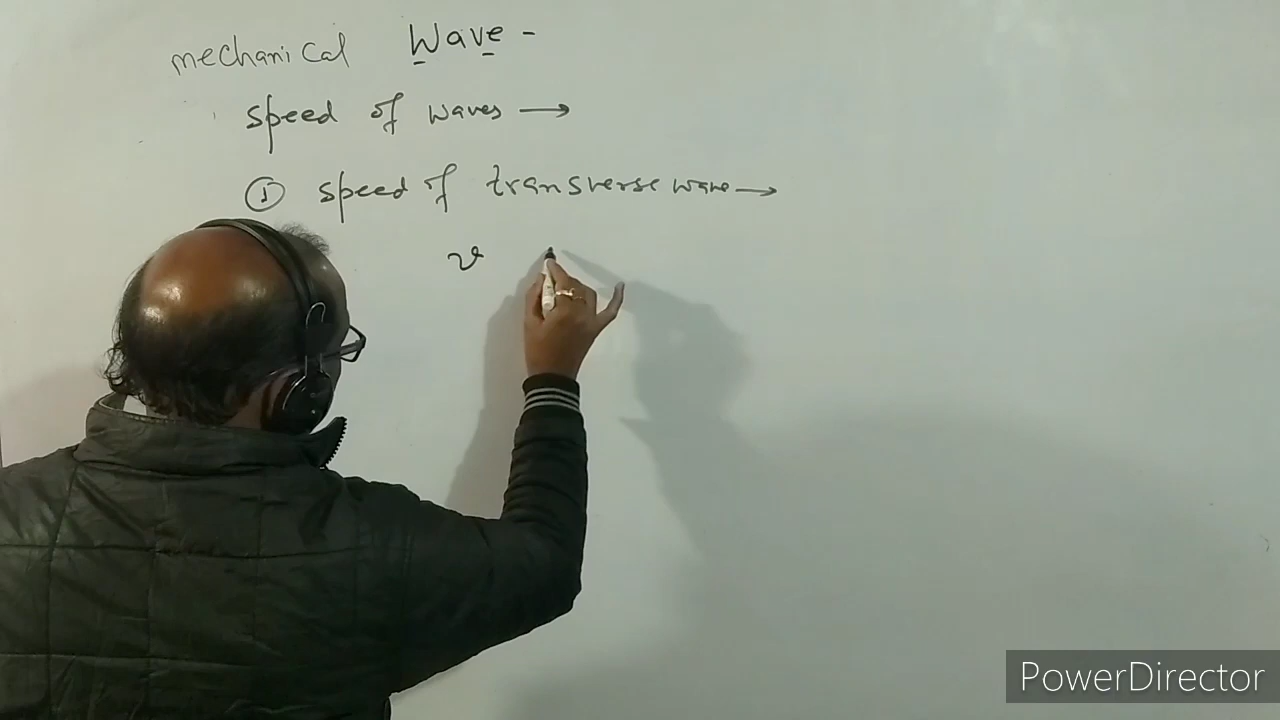 mechanical Wave -
speed of waves →
① speed of transverse wave →
v
PowerDirector